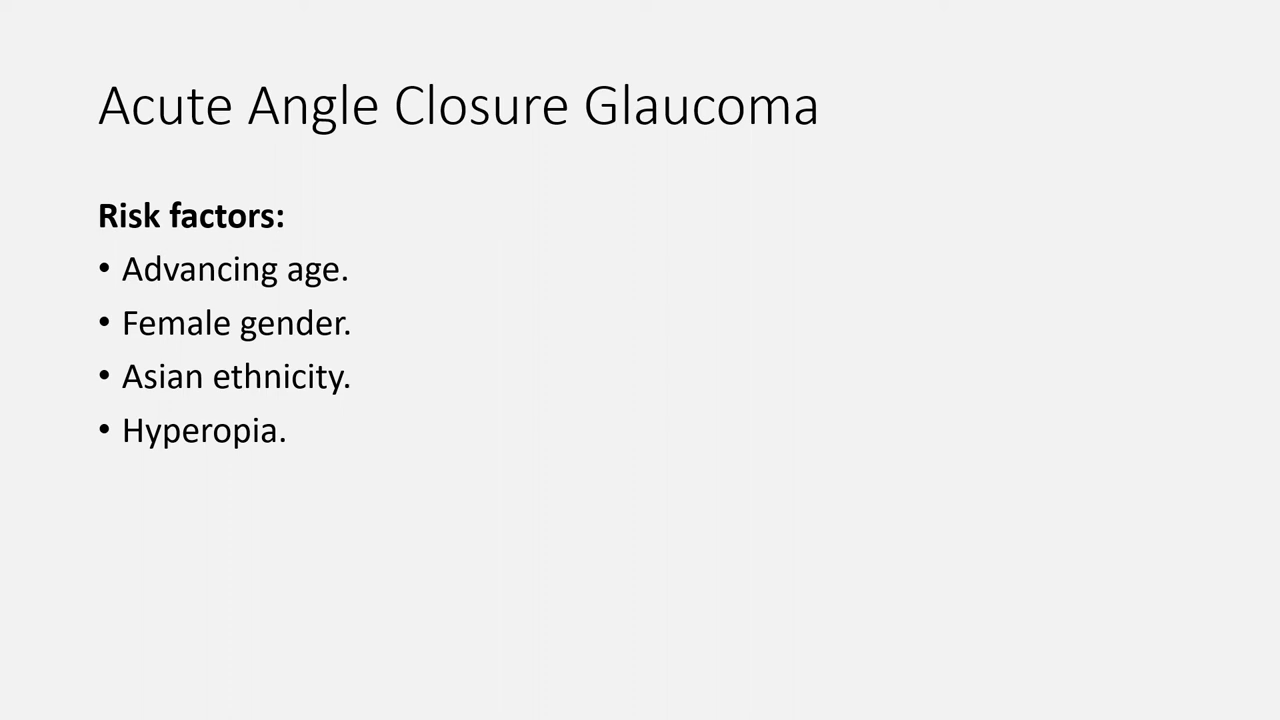 Acute Angle Closure Glaucoma
Risk factors:
• Advancing age.
• Female gender.
• Asian ethnicity.
• Hyperopia.